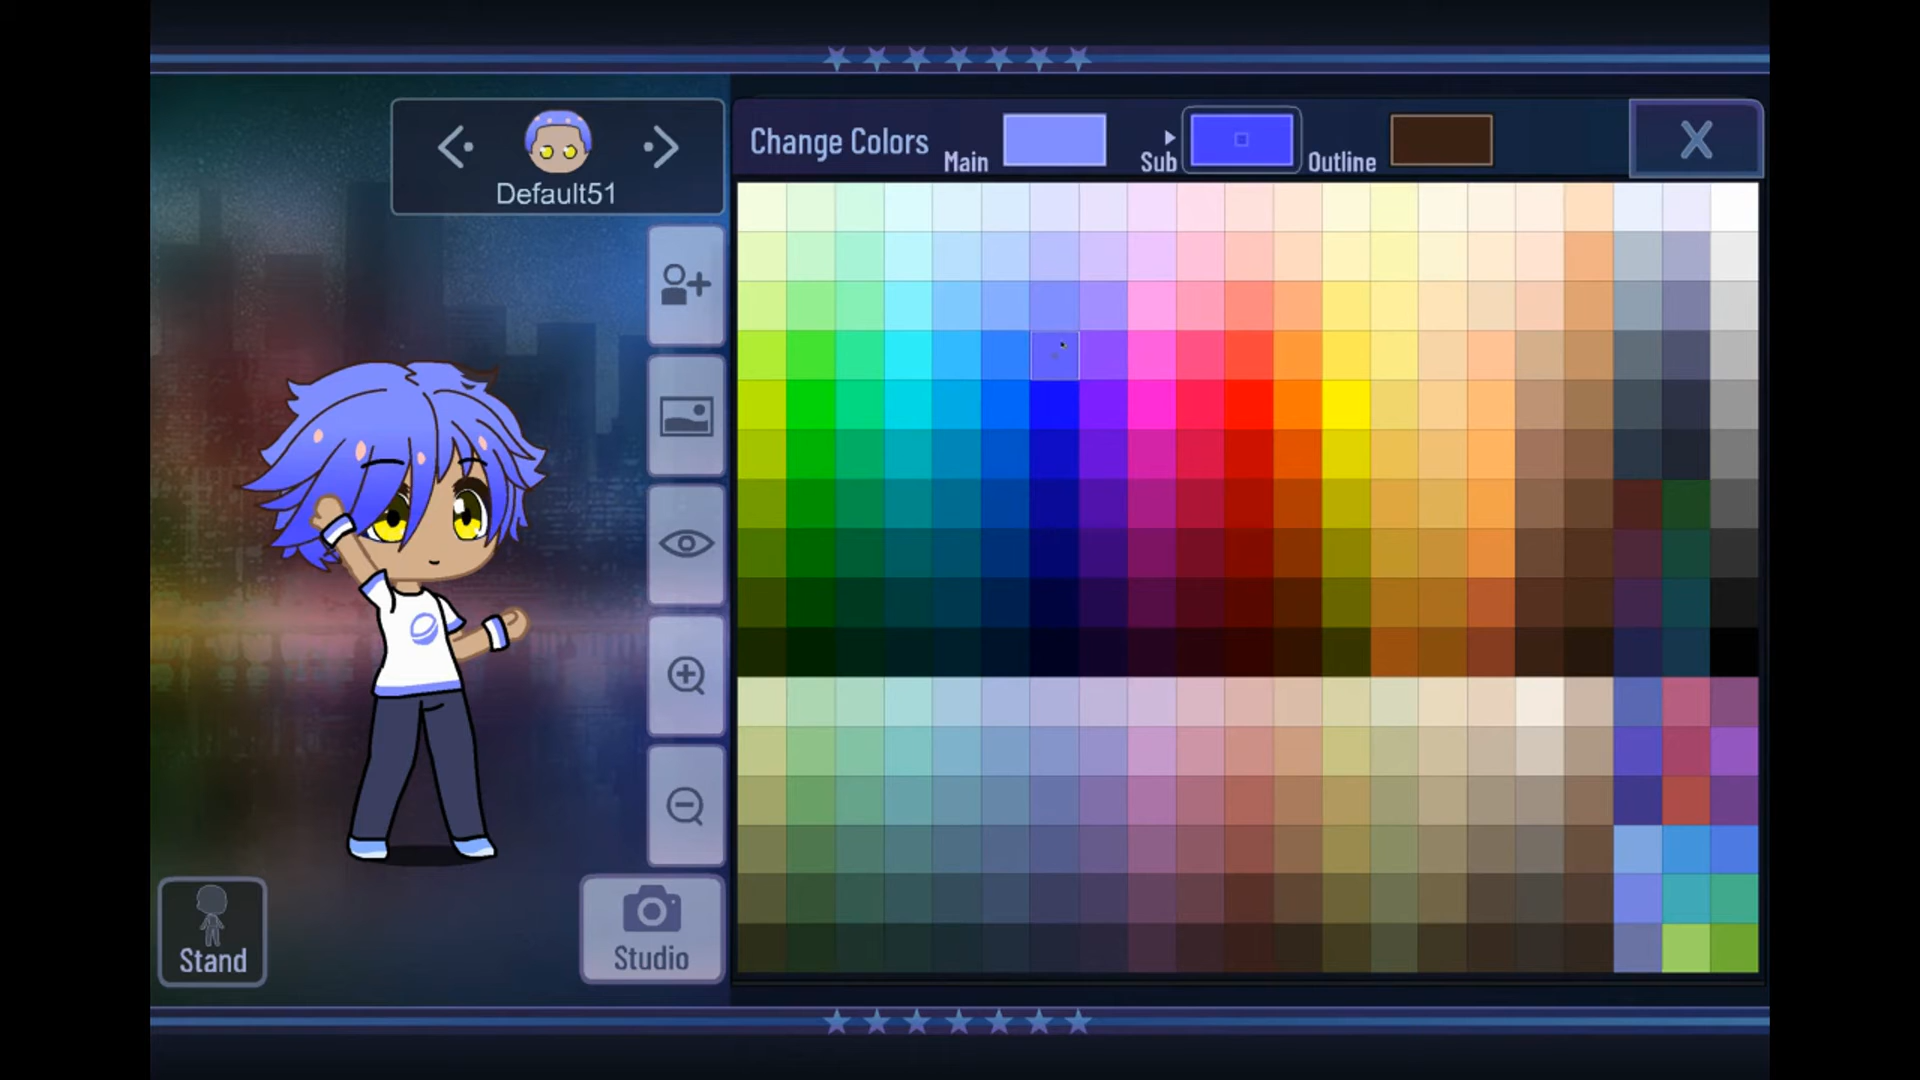 Default51
Change Colors
Main
Sub
Outline
X
Stand
Studio